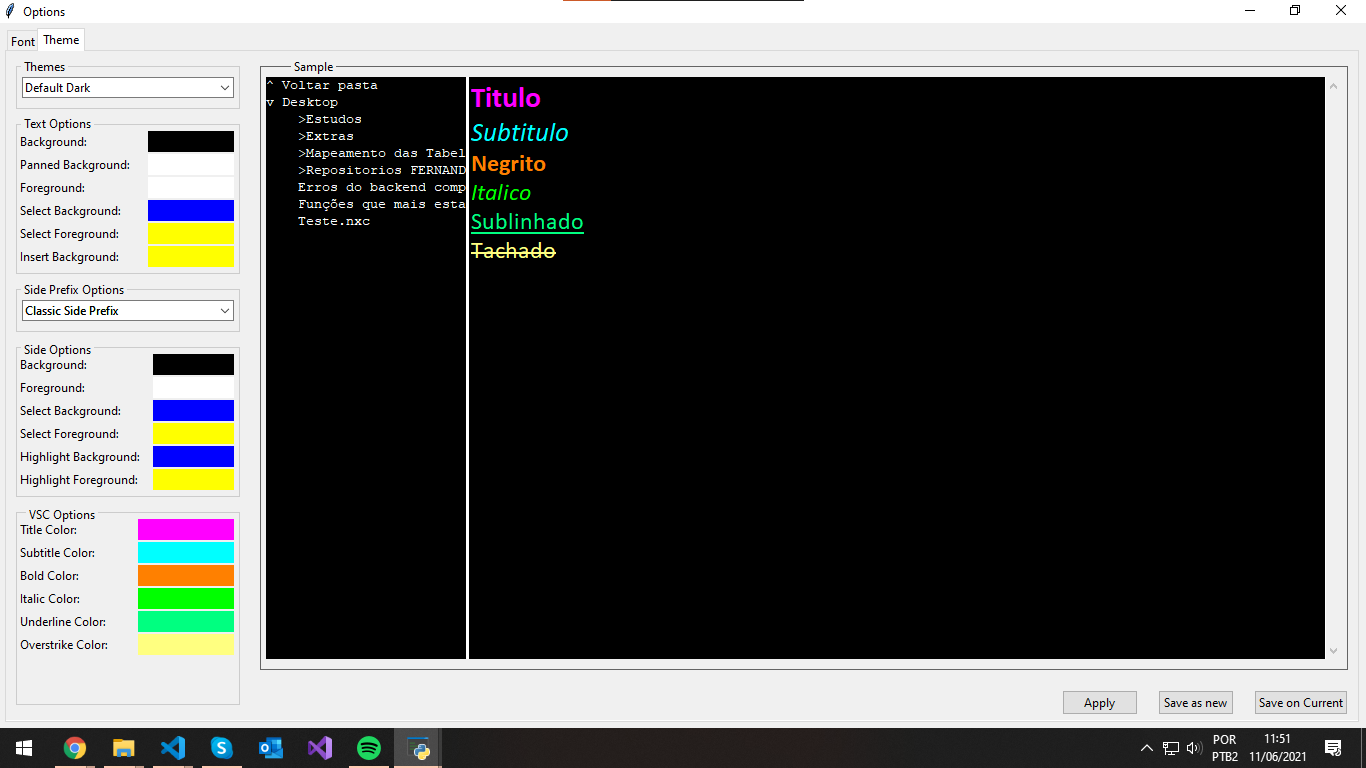 Options
Font Theme
Themes
Default Dark
Text Options
Background:
Panned Background:
Foreground:
Select Background:
Select Foreground:
Insert Background:
Side Prefix Options
Classic Side Prefix
Side Options
Background:
Foreground:
Select Background:
Select Foreground:
Highlight Background:
Highlight Foreground:
VSC Options
Title Color:
Subtitle Color:
Bold Color:
Italic Color:
Underline Color:
Overstrike Color:
Sample
^ Voltar pasta
v Desktop
>Estudos
>Extras
>Mapeamento das Tabel
>Repositorios FERNAND
Erros do backend comp
Funções que mais esta
Teste.nxc
Titulo
Subtitulo
Negrito
Italico
Sublinhado
Tachado
Apply Save as new Save on Current
POR
PTB2
11:51
11/06/2021